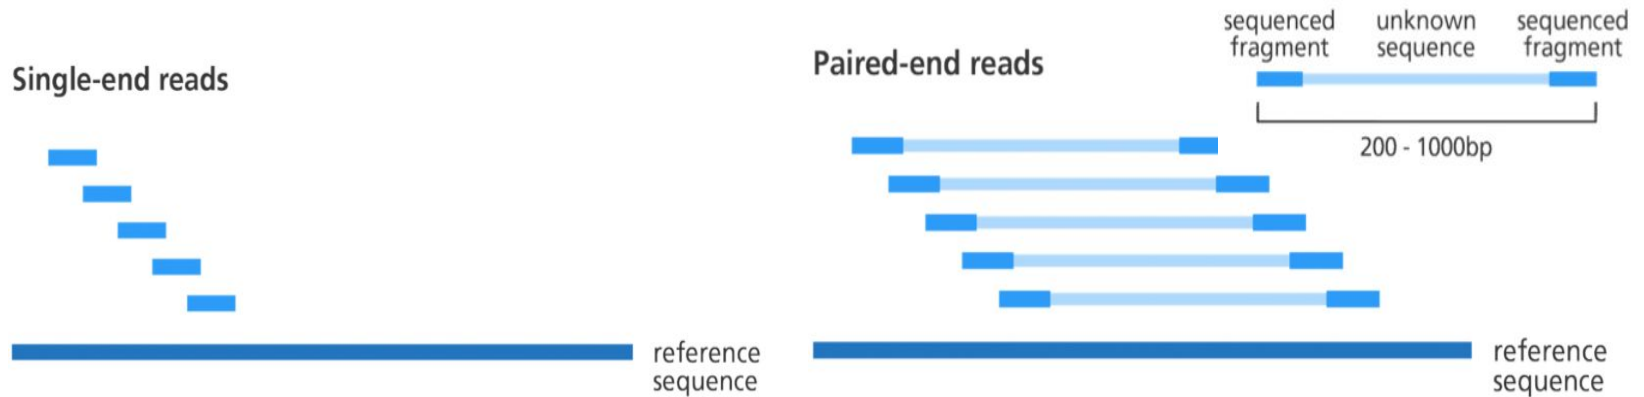 Single-end reads
reference
sequence
Paired-end reads
sequenced
fragment
unknown
sequence
sequenced
fragment
200 - 1000bp
reference
sequence